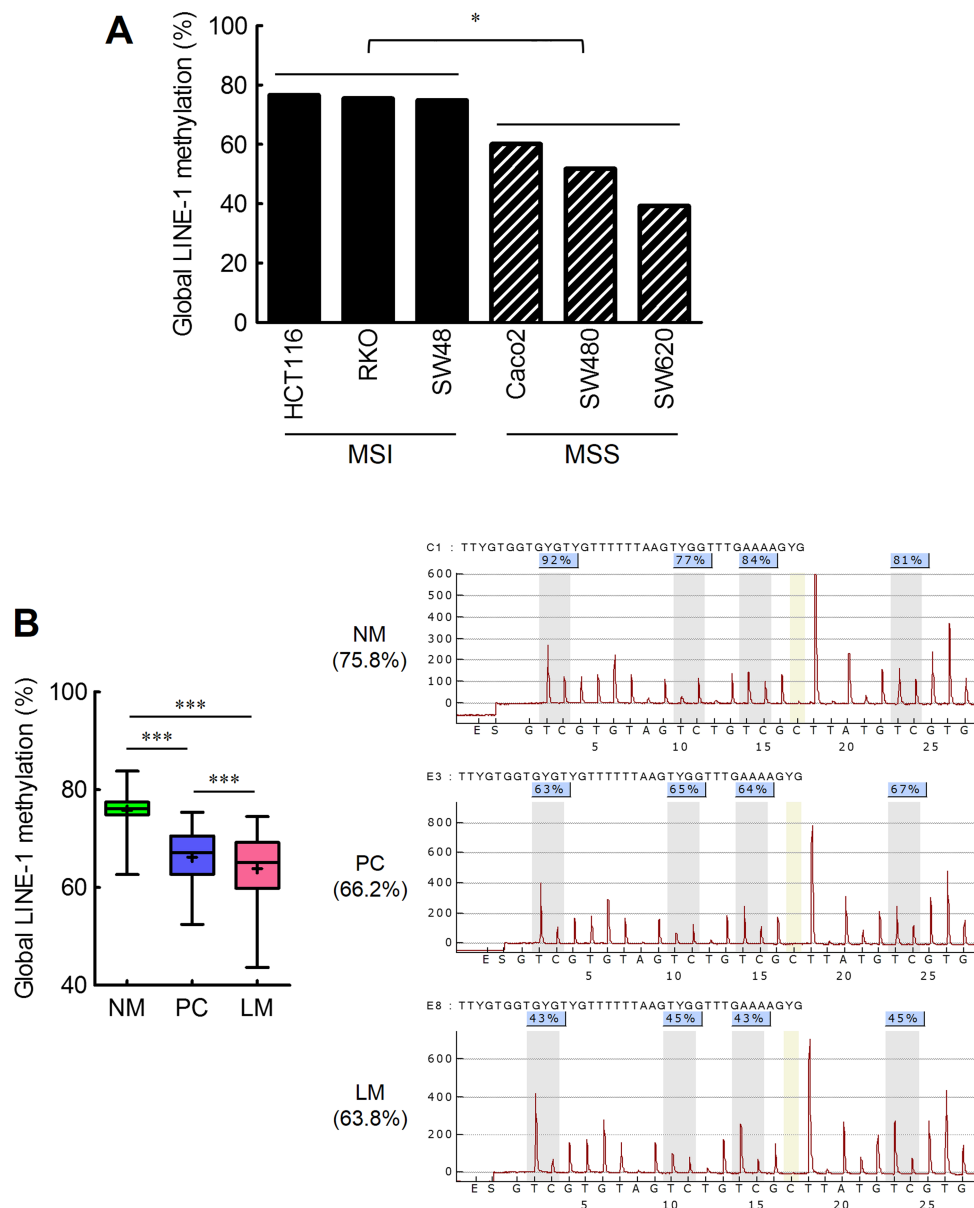 A
Global LINE-1 methylation (%)
100
80
60
40
20
0
*
HCT116
RKO
SW48
Caco2
SW480
SW620
MSI
MSS
B
Global LINE-1 methylation (%)
100
80
60
40
***
***
***
NM
PC
LM
NM
(75.8%)
C1 : TTYGTGGTGYGTYGTTTTTTAAGTYGGTTTGAAAAGYG
92%
77%
84%
81%
600
500
400
300
200
100
0
E S G T C G T G T A G T C T G T C G C T T A T G T C G T G
5
10
15
20
25
PC
(66.2%)
E3 : TTYGTGGTGYGTYGTTTTTTAAGTYGGTTTGAAAAGYG
63%
65%
64%
67%
800
600
400
200
0
E S G T C G T G T A G T C T G T C G C T T A T G T C G T G
5
10
15
20
25
LM
(63.8%)
E8 : TTYGTGGTGYGTYGTTTTTTAAGTYGGTTTGAAAAGYG
43%
45%
43%
45%
600
400
200
0
E S G T C G T G T A G T C T G T C G C T T A T G T C G T G
5
10
15
20
25